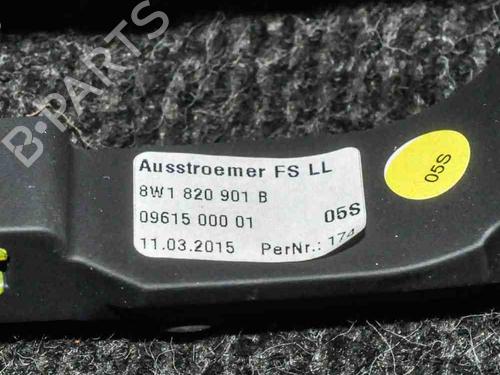 B-PARTS
Ausstroemer FS LL
8W1 820 901 B
09615 000 01 05S
11.03.2015 PerNr.: 174
05S